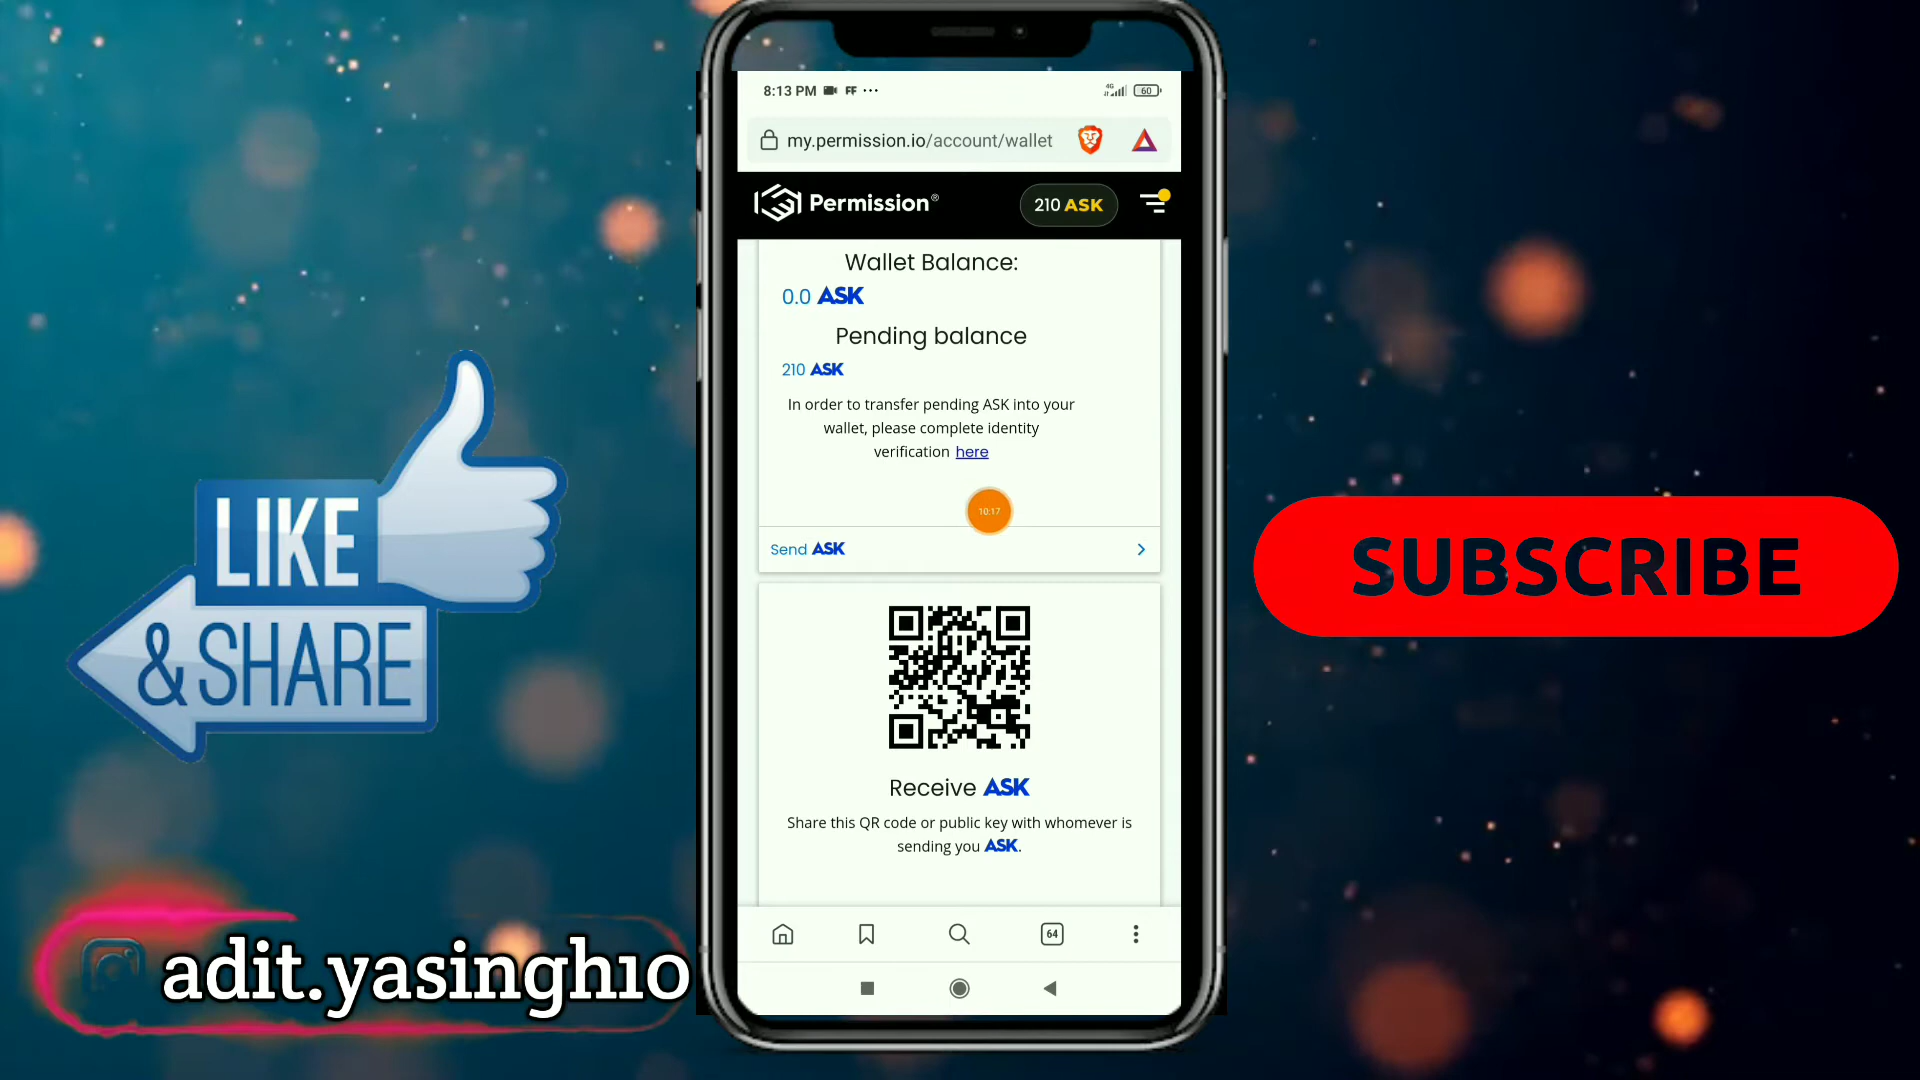 8:13 PM FF ...
4G 60
my.permission.io/account/wallet
Permission®
210 ASK
Wallet Balance:
0.0 ASK
Pending balance
210 ASK
In order to transfer pending ASK into your
wallet, please complete identity
verification here
10:17
Send ASK
Receive ASK
Share this QR code or public key with whomever is
sending you ASK.
64
LIKE
& SHARE
SUBSCRIBE
adit.yasingh10